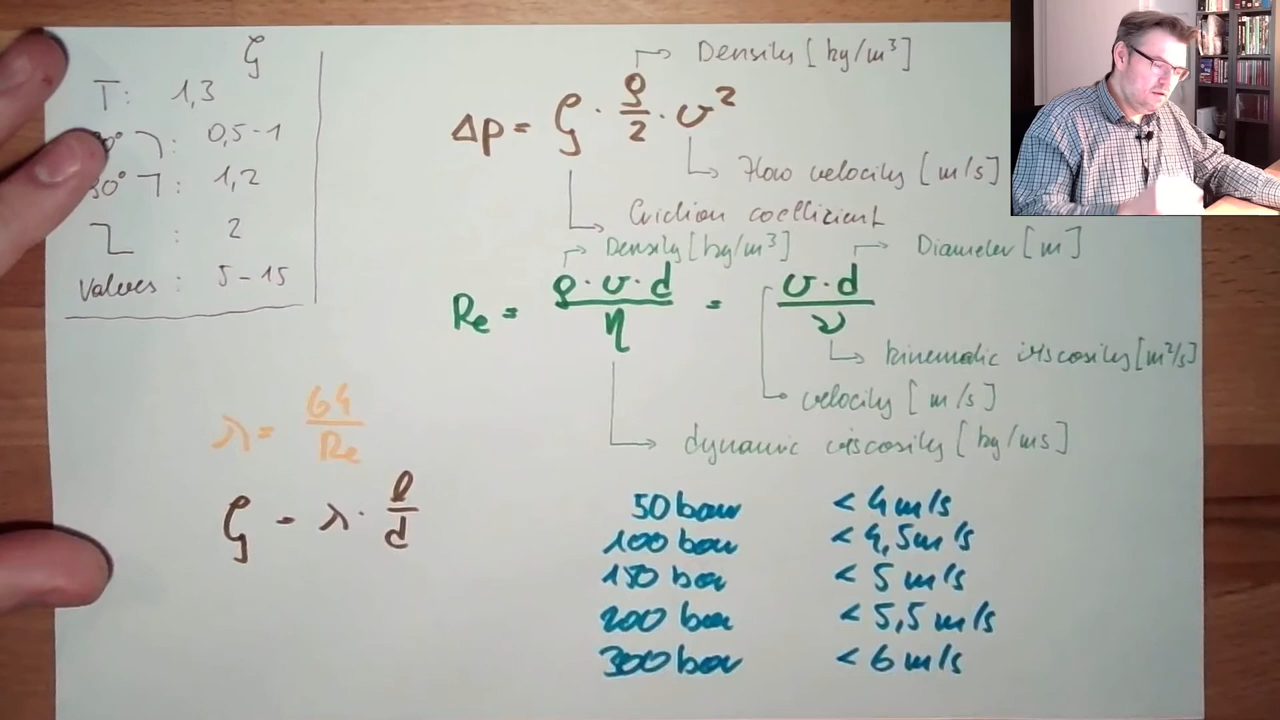 ζ
T: 1,3
0° ⌝: 0,5-1
90° ⌝: 1,2
: 2
Valves: 5-15
→ Density [kg/m³]
Δp = ζ · ρ/2 · v²
→ Flow velocity [m/s]
→ Friction coefficient
→ Density [kg/m³] → Diameter [m]
Re = ρ·v·d/η = v·d/ν
→ kinematic viscosity [m²/s]
→ velocity [m/s]
→ dynamic viscosity [kg/ms]
λ = 64/Re
ζ = λ · l/d
50 bar < 4 m/s
100 bar < 4,5 m/s
150 bar < 5 m/s
200 bar < 5,5 m/s
300 bar < 6 m/s